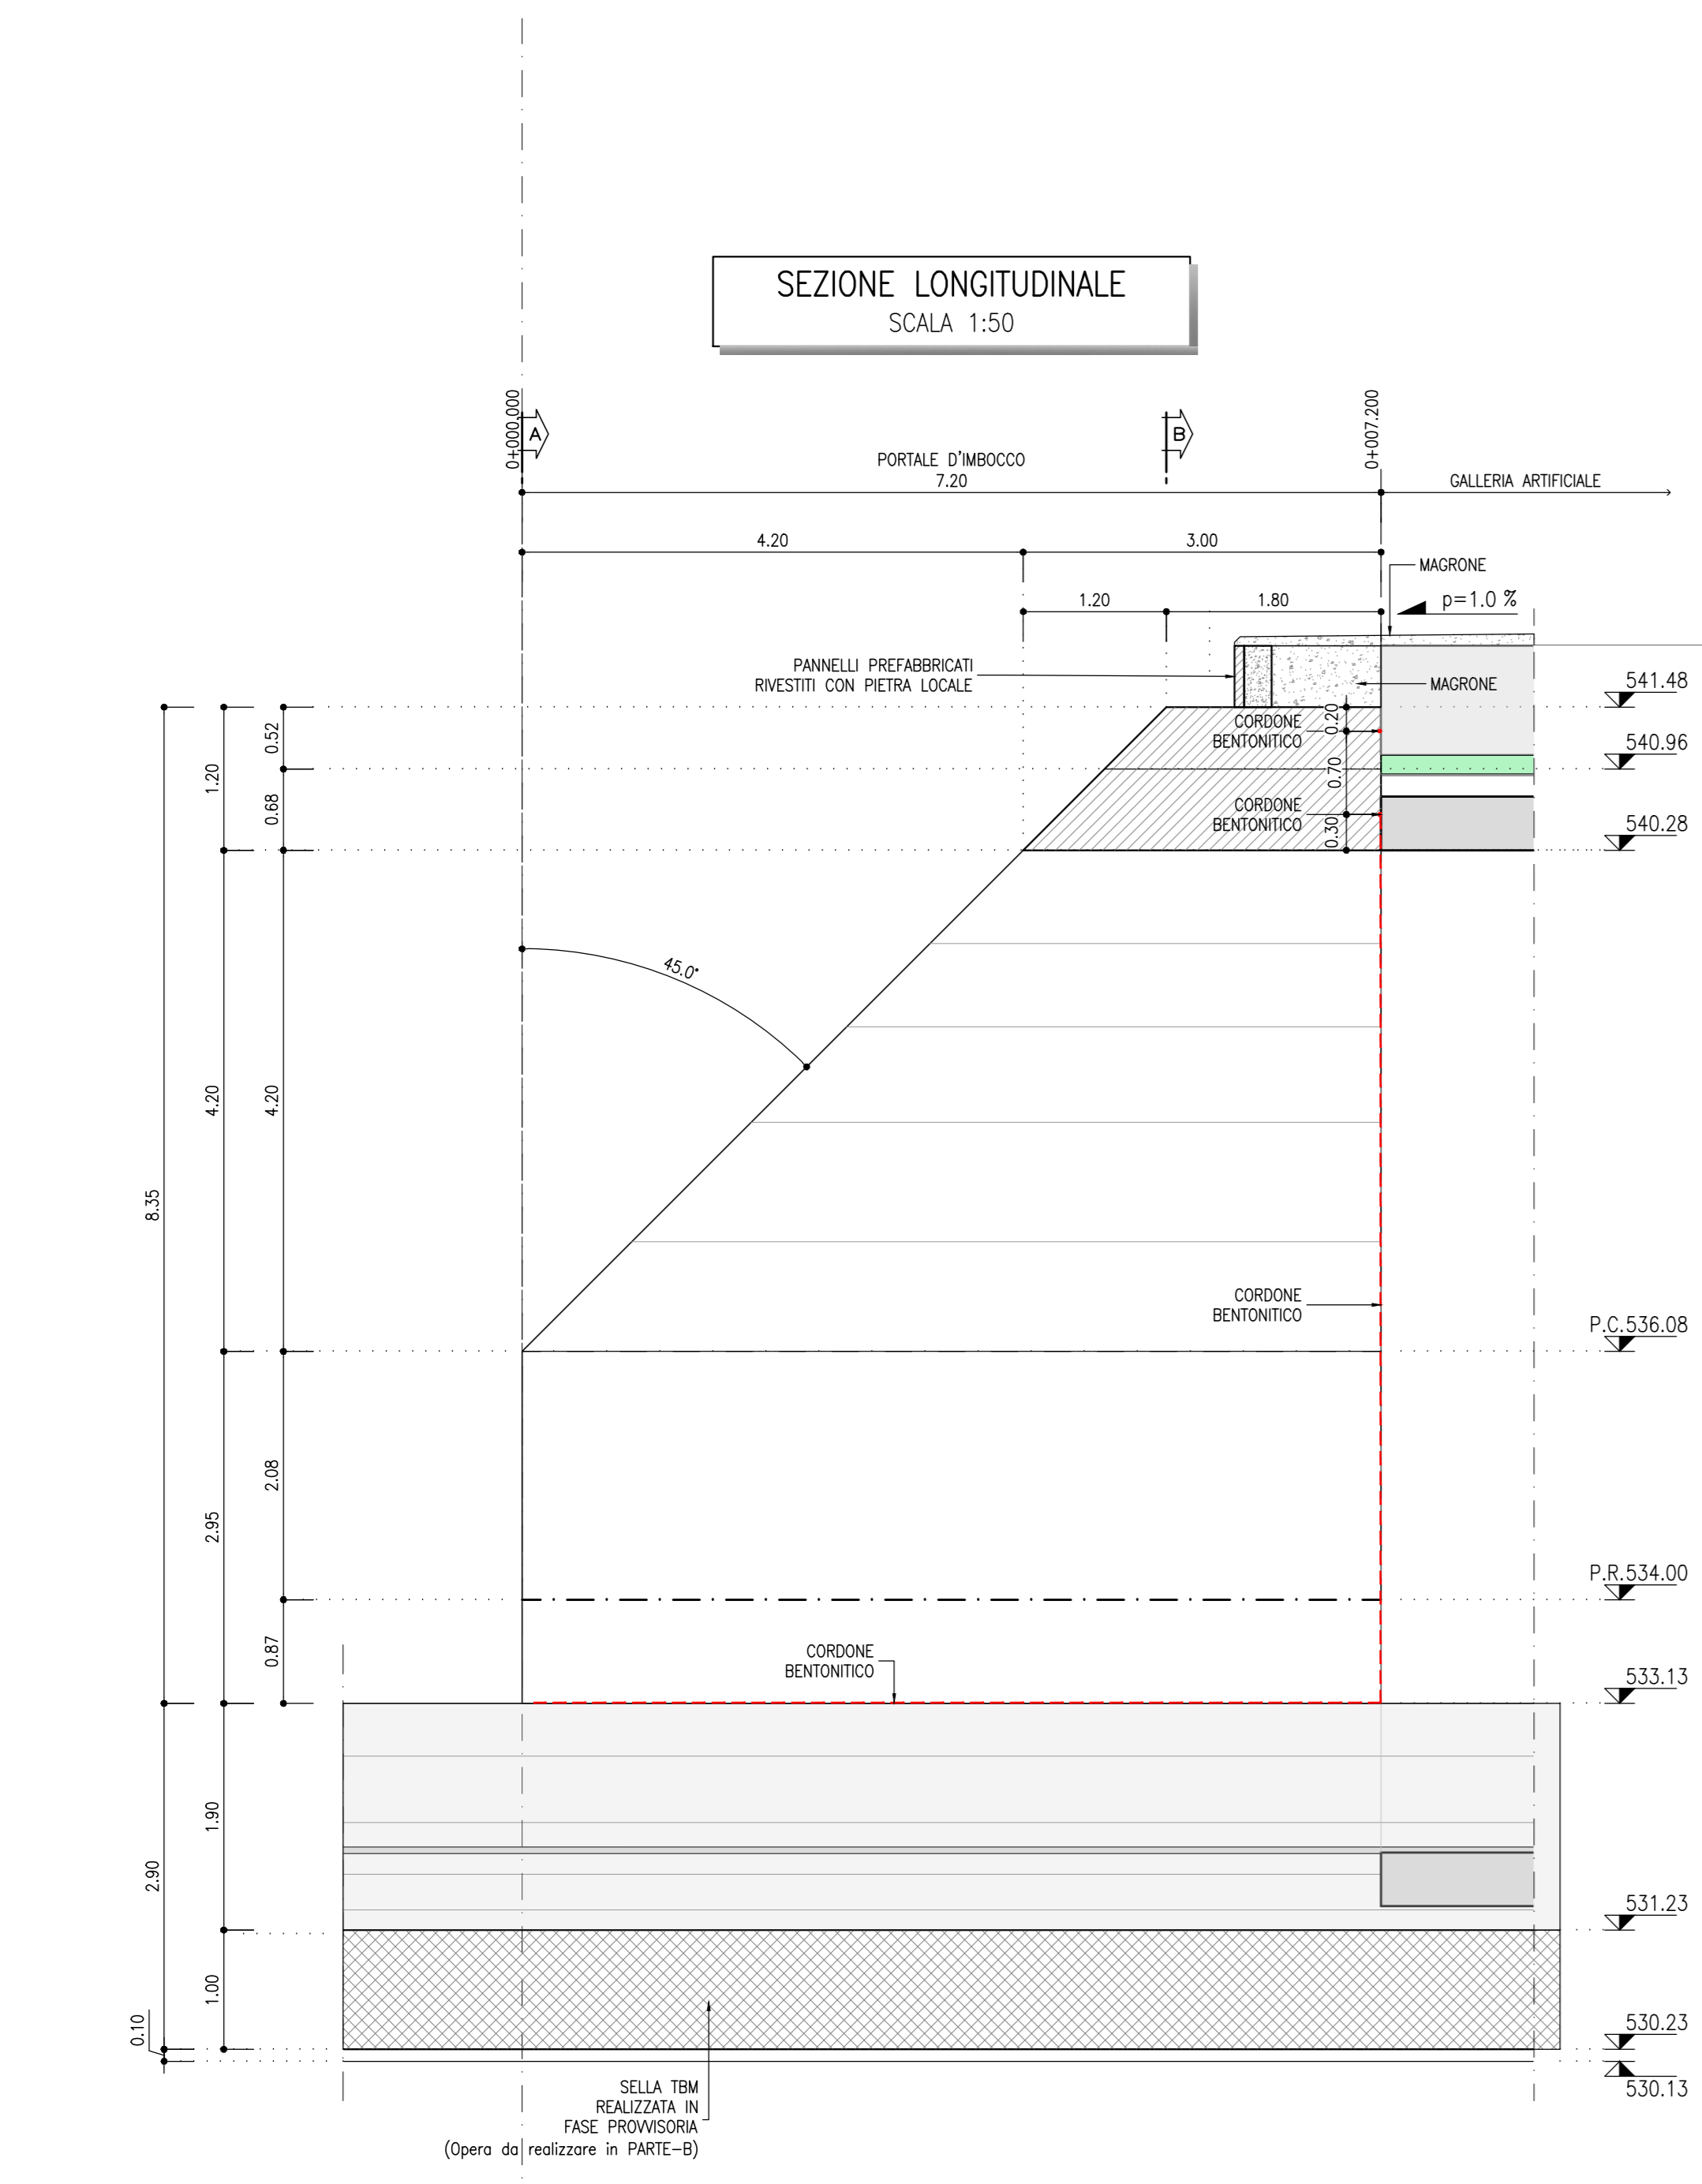 SEZIONE LONGITUDINALE
SCALA 1:50
0+000.000
A
B
0+007.200
PORTALE D'IMBOCCO
7.20
GALLERIA ARTIFICIALE
4.20
3.00
MAGRONE
1.20
1.80
p=1.0 %
PANNELLI PREFABBRICATI
RIVESTITI CON PIETRA LOCALE
MAGRONE
541.48
0.20
CORDONE
BENTONITICO
0.52
540.96
1.20
0.70
0.68
CORDONE
BENTONITICO
0.30
540.28
45.0°
4.20
4.20
8.35
CORDONE
BENTONITICO
P.C.536.08
2.08
2.95
P.R.534.00
0.87
CORDONE
BENTONITICO
533.13
1.90
2.90
531.23
1.00
0.10
530.23
530.13
SELLA TBM
REALIZZATA IN
FASE PROVVISORIA
(Opera da realizzare in PARTE-B)